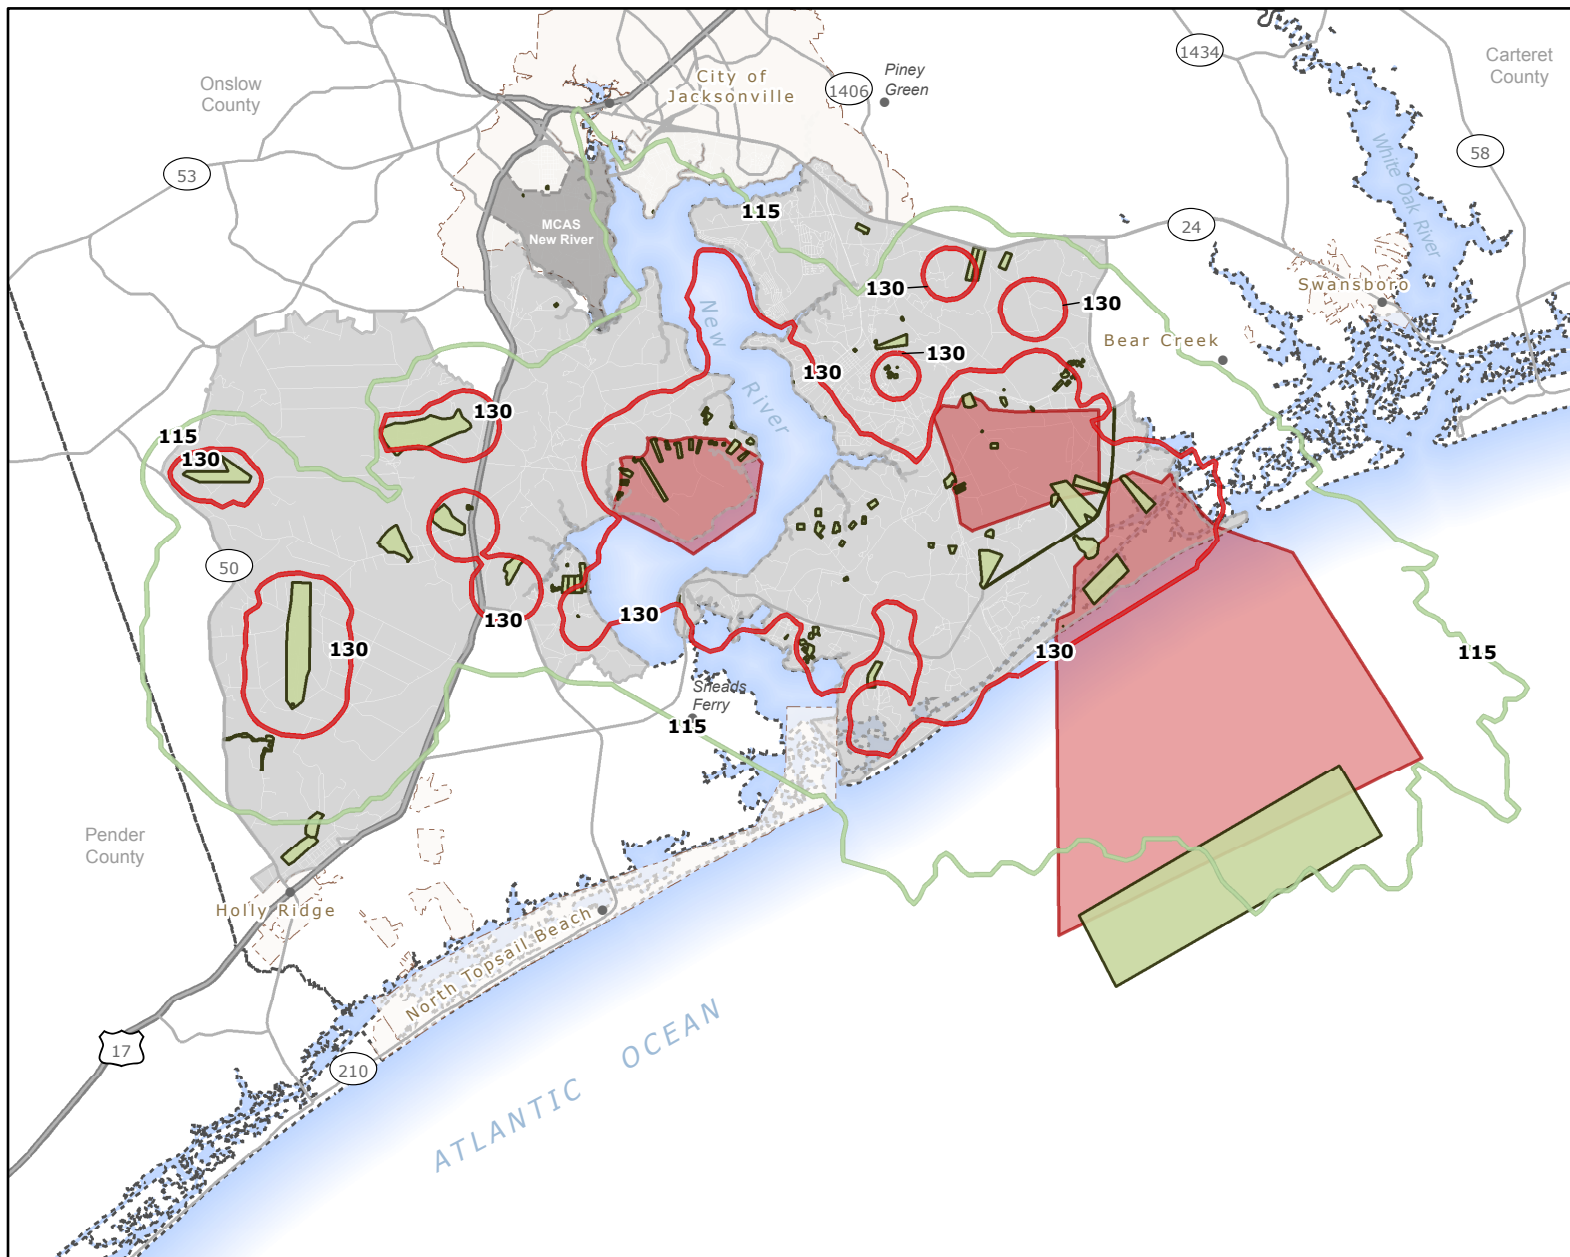 1434
Carteret
County
Onslow
County
City of
Jacksonville
Piney
Green
1406
58
White Oak River
53
115
MCAS
New River
24
130
130
Swansboro
New
River
130
Bear Creek
130
130
115
130
50
130
130
130
130
115
Sneads
Ferry
115
Pender
County
Holly Ridge
North Topsail Beach
ATLANTIC OCEAN
17
210